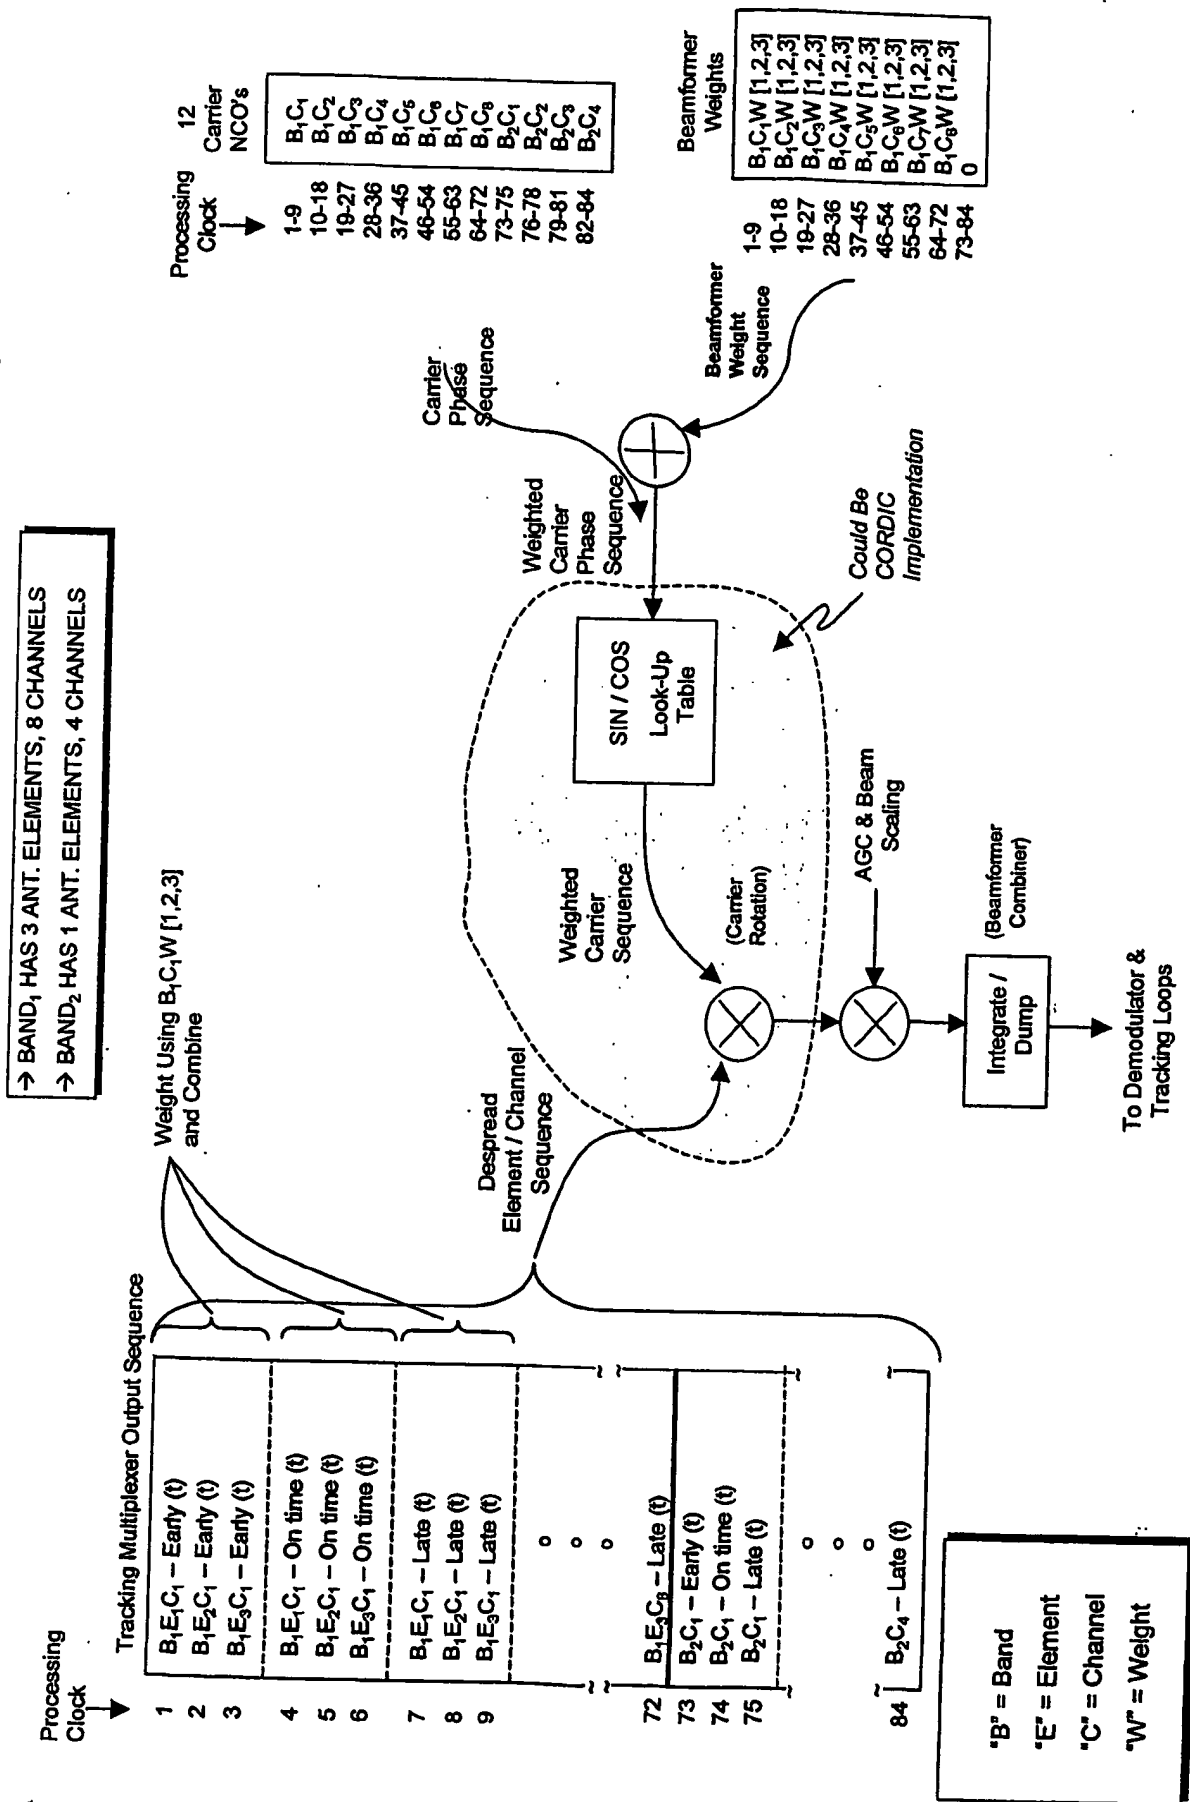 → BAND₁ HAS 3 ANT. ELEMENTS, 8 CHANNELS
→ BAND₂ HAS 1 ANT. ELEMENTS, 4 CHANNELS
Processing
Clock
Tracking Multiplexer Output Sequence
1 B₁E₁C₁ – Early (t)
2 B₁E₂C₁ – Early (t)
3 B₁E₃C₁ – Early (t)
4 B₁E₁C₁ – On time (t)
5 B₁E₂C₁ – On time (t)
6 B₁E₃C₁ – On time (t)
7 B₁E₁C₁ – Late (t)
8 B₁E₂C₁ – Late (t)
9 B₁E₃C₁ – Late (t)
72 B₁E₃C₈ – Late (t)
73 B₂C₁ – Early (t)
74 B₂C₁ – On time (t)
75 B₂C₁ – Late (t)
84 B₂C₄ – Late (t)
Weight Using B₁C₁W [1,2,3]
and Combine
Despread
Element / Channel
Sequence
Weighted
Carrier
Sequence
(Carrier
Rotation)
SIN / COS
Look-Up
Table
Weighted
Carrier
Phase
Sequence
Carrier
Phase
Sequence
Could Be
CORDIC
Implementation
AGC & Beam
Scaling
Integrate /
Dump
(Beamformer
Combiner)
To Demodulator &
Tracking Loops
Beamformer
Weight
Sequence
Processing
Clock
12
Carrier
NCO's
1-9 B₁C₁
10-18 B₁C₂
19-27 B₁C₃
28-36 B₁C₄
37-45 B₁C₅
46-54 B₁C₆
55-63 B₁C₇
64-72 B₁C₈
73-75 B₂C₁
76-78 B₂C₂
79-81 B₂C₃
82-84 B₂C₄
Beamformer
Weights
1-9 B₁C₁W [1,2,3]
10-18 B₁C₂W [1,2,3]
19-27 B₁C₃W [1,2,3]
28-36 B₁C₄W [1,2,3]
37-45 B₁C₅W [1,2,3]
46-54 B₁C₆W [1,2,3]
55-63 B₁C₇W [1,2,3]
64-72 B₁C₈W [1,2,3]
73-84 0
"B" = Band
"E" = Element
"C" = Channel
"W" = Weight